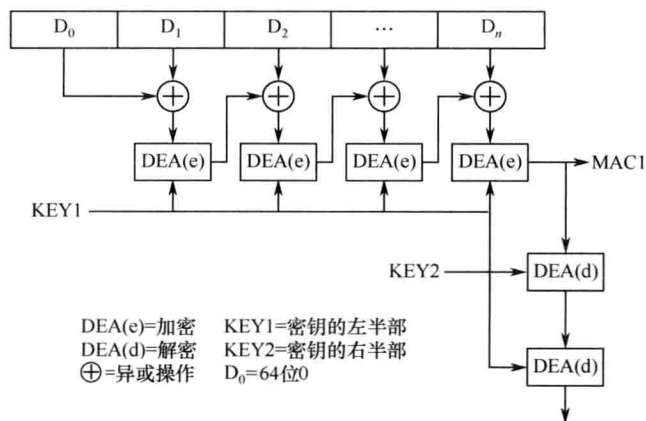 D₀ D₁ D₂ … Dₙ
DEA(e) DEA(e) DEA(e) DEA(e) MAC1
KEY1
KEY2 DEA(d)
DEA(e)=加密 KEY1=密钥的左半部
DEA(d)=解密 KEY2=密钥的右半部
⊕=异或操作 D₀=64位0
DEA(d)